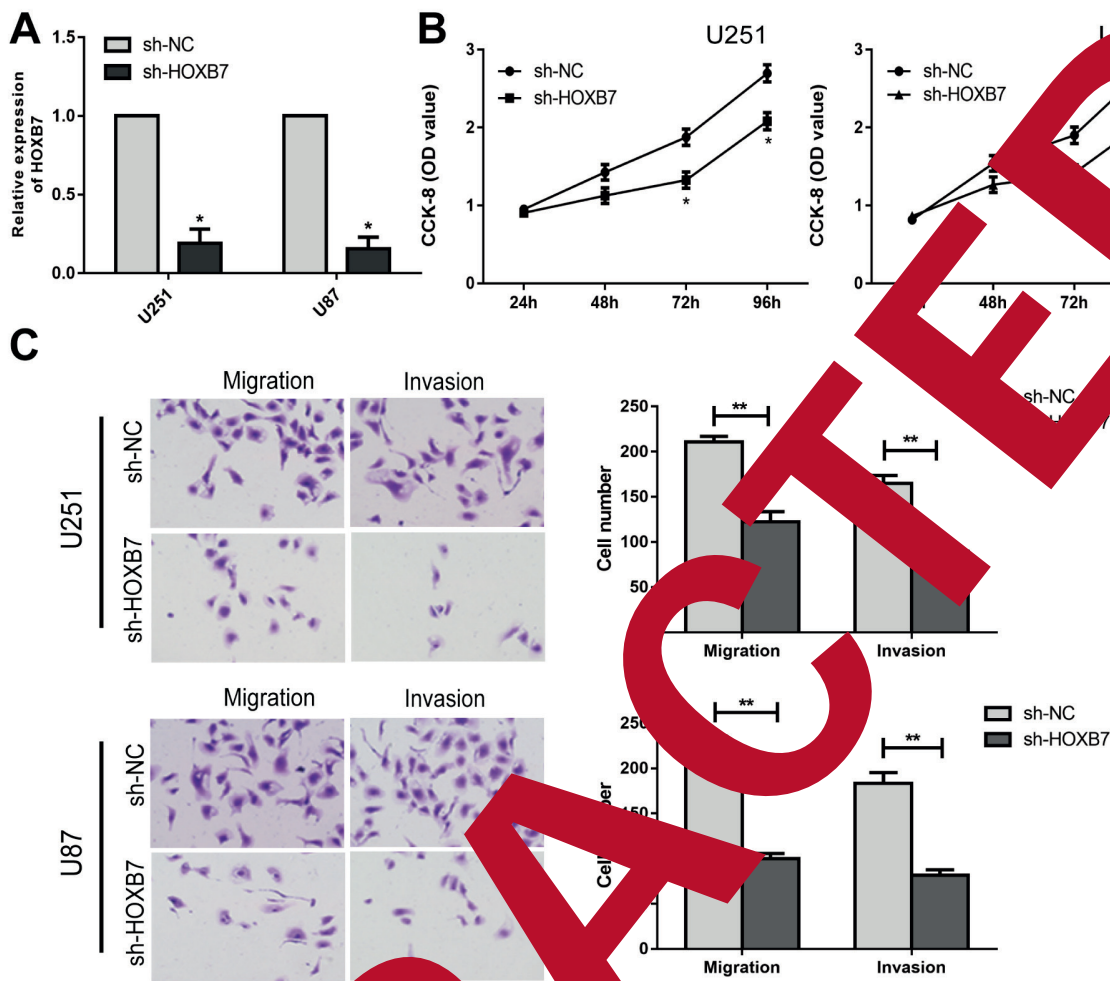 A
1.5
1.0
0.5
0.0
Relative expression
of HOXB7
sh-NC
sh-HOXB7
U251
U87
B
U251
3
2
1
0
CCK-8 (OD value)
sh-NC
sh-HOXB7
*
*
24h
48h
72h
96h
3
2
1
0
CCK-8 (OD value)
sh-NC
sh-HOXB7
48h
72h
C
Migration
Invasion
U251
sh-NC
sh-HOXB7
250
200
150
100
50
Cell number
**
**
sh-NC
Migration
Invasion
Migration
Invasion
U87
sh-NC
sh-HOXB7
200
0
**
**
sh-NC
sh-HOXB7
Migration
Invasion
*
*
ACTED